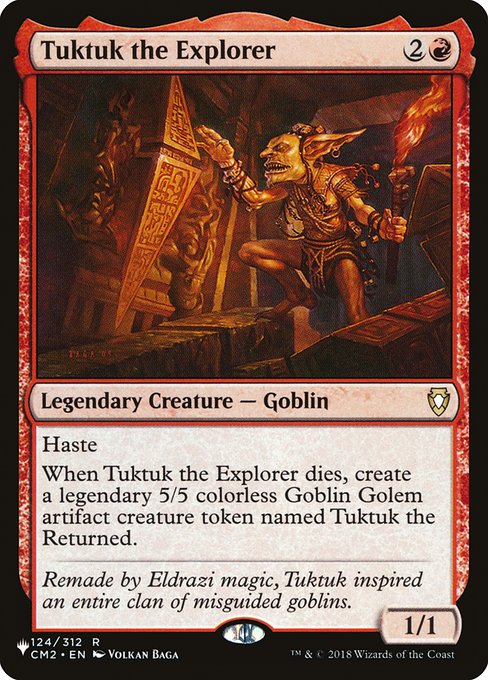 Tuktuk the Explorer 2
Legendary Creature — Goblin
Haste
When Tuktuk the Explorer dies, create
a legendary 5/5 colorless Goblin Golem
artifact creature token named Tuktuk the
Returned.
Remade by Eldrazi magic, Tuktuk inspired
an entire clan of misguided goblins.
1/1
124/312 R
CM2 • EN Volkan Baga
™ & © 2018 Wizards of the Coast